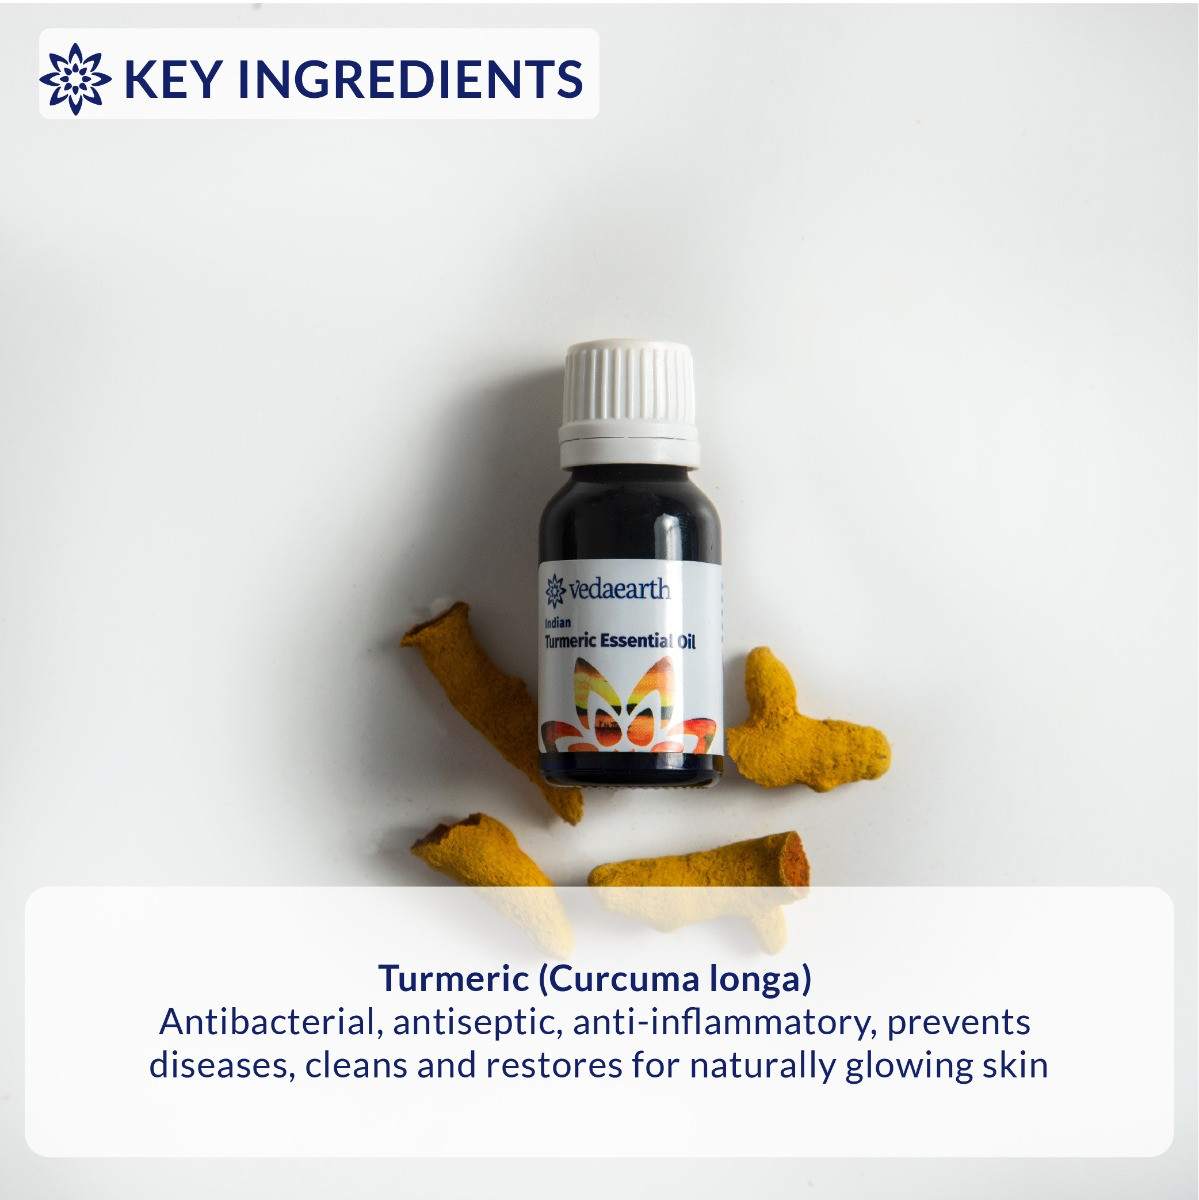 KEY INGREDIENTS
vedaearth
Indian
Turmeric Essential Oil
Turmeric (Curcuma longa)
Antibacterial, antiseptic, anti-inflammatory, prevents
diseases, cleans and restores for naturally glowing skin